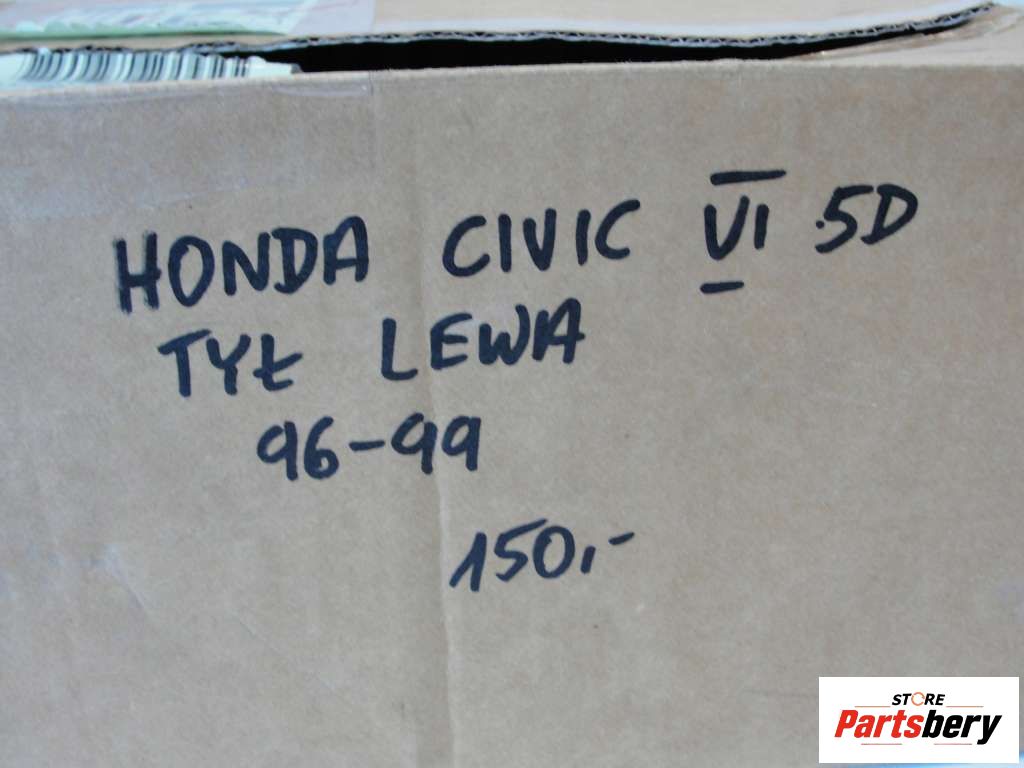 HONDA CIVIC VI 5D
TYŁ LEWA
96-99
150,-
STORE
Partsbery